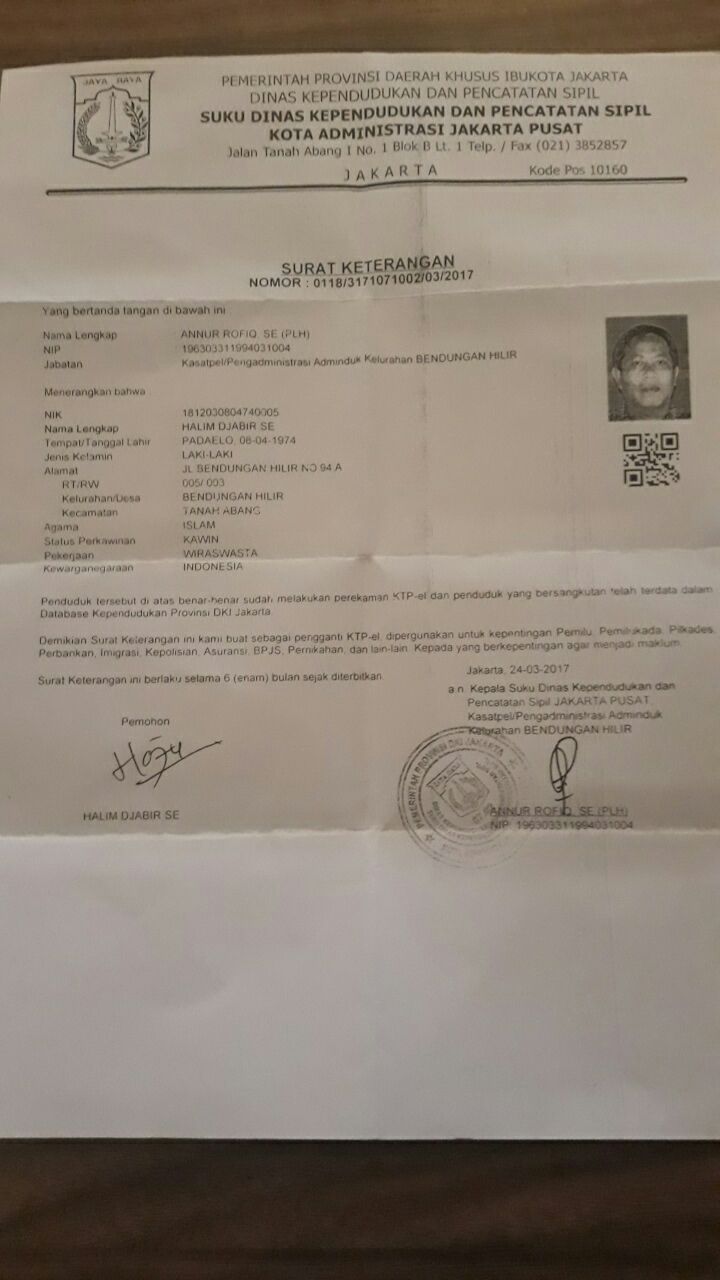 JAYA RAYA
PEMERINTAH PROVINSI DAERAH KHUSUS IBUKOTA JAKARTA
DINAS KEPENDUDUKAN DAN PENCATATAN SIPIL
SUKU DINAS KEPENDUDUKAN DAN PENCATATAN SIPIL
KOTA ADMINISTRASI JAKARTA PUSAT
Jalan Tanah Abang I No. 1 Blok B Lt. 1 Telp. / Fax (021) 3852857
JAKARTA Kode Pos 10160
SURAT KETERANGAN
NOMOR : 0118/3171071002/03/2017
Yang bertanda tangan di bawah ini
Nama Lengkap : ANNUR ROFIQ, SE (PLH)
NIP : 196303311994031004
Jabatan : Kasatpel/Pengadministrasi Adminduk Kelurahan BENDUNGAN HILIR
Menerangkan bahwa
NIK : 1812030804740005
Nama Lengkap : HALIM DJABIR SE
Tempat/Tanggal Lahir : PADAELO, 08-04-1974
Jenis Kelamin : LAKI-LAKI
Alamat : JL BENDUNGAN HILIR NO 94 A
RT/RW : 005/ 003
Kelurahan/Desa : BENDUNGAN HILIR
Kecamatan : TANAH ABANG
Agama : ISLAM
Status Perkawinan : KAWIN
Pekerjaan : WIRASWASTA
Kewarganegaraan : INDONESIA
Penduduk tersebut di atas benar-benar sudah melakukan perekaman KTP-el dan penduduk yang bersangkutan telah terdata dalam
Database Kependudukan Provinsi DKI Jakarta.
Demikian Surat Keterangan ini kami buat sebagai pengganti KTP-el, dipergunakan untuk kepentingan Pemilu, Pemilukada, Pilkades,
Perbankan, Imigrasi, Kepolisian, Asuransi, BPJS, Pernikahan, dan lain-lain. Kepada yang berkepentingan agar menjadi maklum.
Surat Keterangan ini berlaku selama 6 (enam) bulan sejak diterbitkan.
Jakarta, 24-03-2017
a.n. Kepala Suku Dinas Kependudukan dan
Pencatatan Sipil JAKARTA PUSAT,
Kasatpel/Pengadministrasi Adminduk
Kelurahan BENDUNGAN HILIR
Pemohon
PEMERINTAH PROVINSI DKI JAKARTA
HALIM DJABIR SE
ANNUR ROFIQ, SE (PLH)
NIP. 196303311994031004